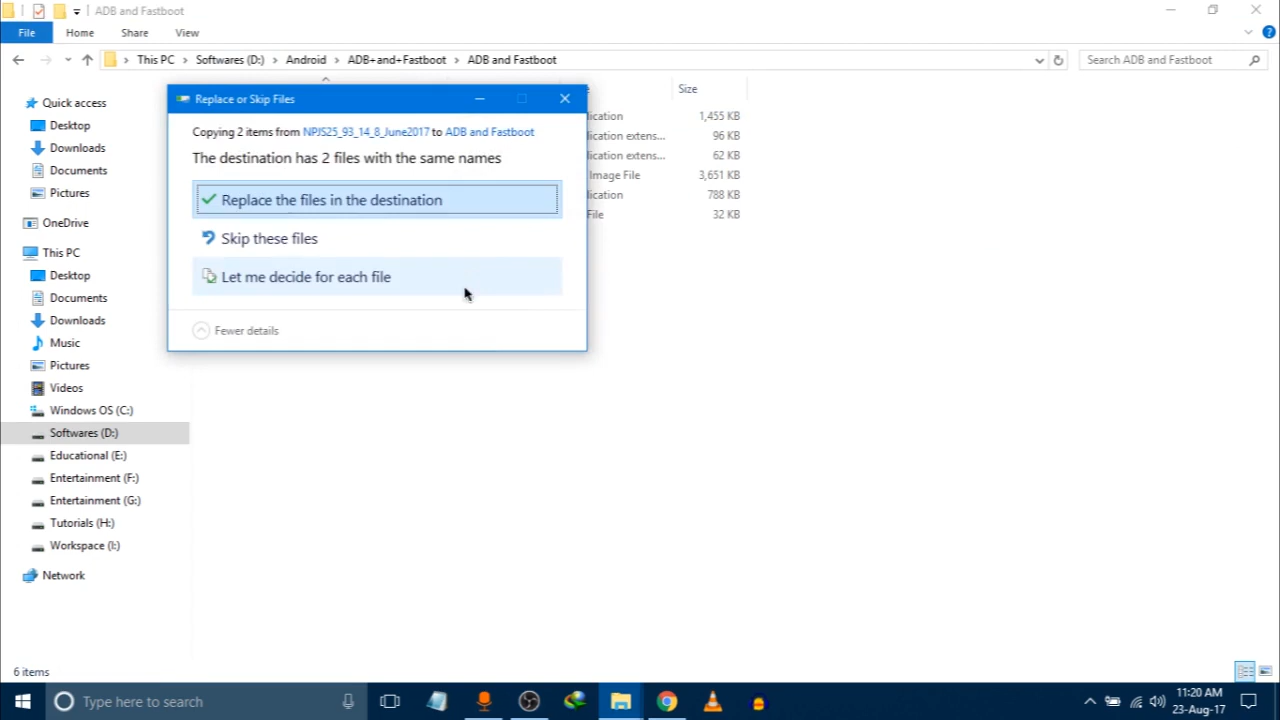 ADB and Fastboot
File Home Share View
This PC Softwares (D:) Android ADB+and+Fastboot ADB and Fastboot
Search ADB and Fastboot
Quick access
Desktop
Downloads
Documents
Pictures
OneDrive
This PC
Desktop
Documents
Downloads
Music
Pictures
Videos
Windows OS (C:)
Softwares (D:)
Educational (E:)
Entertainment (F:)
Entertainment (G:)
Tutorials (H:)
Workspace (I:)
Network
Replace or Skip Files
Copying 2 items from NPJS25_93_14_8_June2017 to ADB and Fastboot
The destination has 2 files with the same names
Replace the files in the destination
Skip these files
Let me decide for each file
Fewer details
Size
lication 1,455 KB
lication extens... 96 KB
lication extens... 62 KB
Image File 3,651 KB
lication 788 KB
File 32 KB
6 items
Type here to search
11:20 AM
23-Aug-17